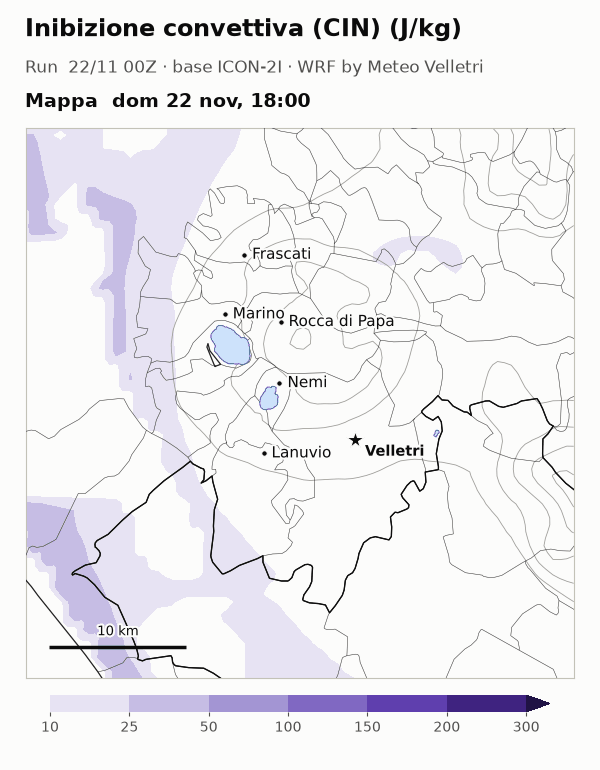 Inibizione convettiva (CIN) (J/kg)
Run 22/11 00Z · base ICON-2I · WRF by Meteo Velletri
Mappa dom 22 nov, 18:00
Frascati
Marino
Rocca di Papa
Nemi
Velletri
Lanuvio
10 km
10 25 50 100 150 200 300